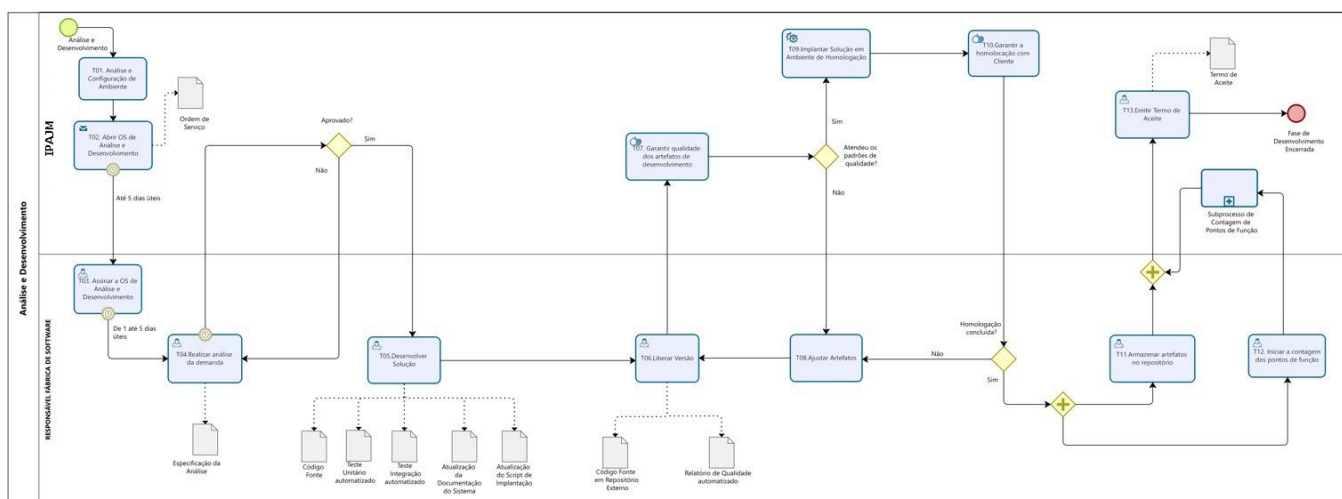 Análise e Desenvolvimento
IPAJM
RESPONSÁVEL FÁBRICA DE SOFTWARE
Análise e
Desenvolvimento
T01. Análise e
Configuração de
Ambiente
T02. Abrir OS de
Análise e
Desenvolvimento
Ordem de
Serviço
Até 5 dias úteis
T03. Assinar a OS de
Análise e
Desenvolvimento
De 1 até 5 dias
úteis
T04.Realizar análise
da demanda
Especificação da
Análise
Aprovado?
Sim
Não
T05.Desenvolver
Solução
Código
Fonte
Teste
Unitário
automatizado
Teste
Integração
automatizado
Atualização
da
Documentação
do Sistema
Atualização
do Script de
Implantação
T06.Liberar Versão
Código Fonte
em Repositório
Externo
Relatório de Qualidade
automatizado
T07. Garantir qualidade
dos artefatos de
desenvolvimento
Atendeu os
padrões de
qualidade?
Sim
Não
T08.Ajustar Artefatos
T09.Implantar Solução em
Ambiente de Homologação
T10.Garantir a
homolocação com
Cliente
Homologação
concluída?
Não
Sim
T11.Armazenar artefatos
no repositório
T12. Iniciar a contagem
dos pontos de função
Subprocesso de
Contagem de
Pontos de Função
T13.Emitir Termo de
Aceite
Termo de
Aceite
Fase de
Desenvolvimento
Encerrada